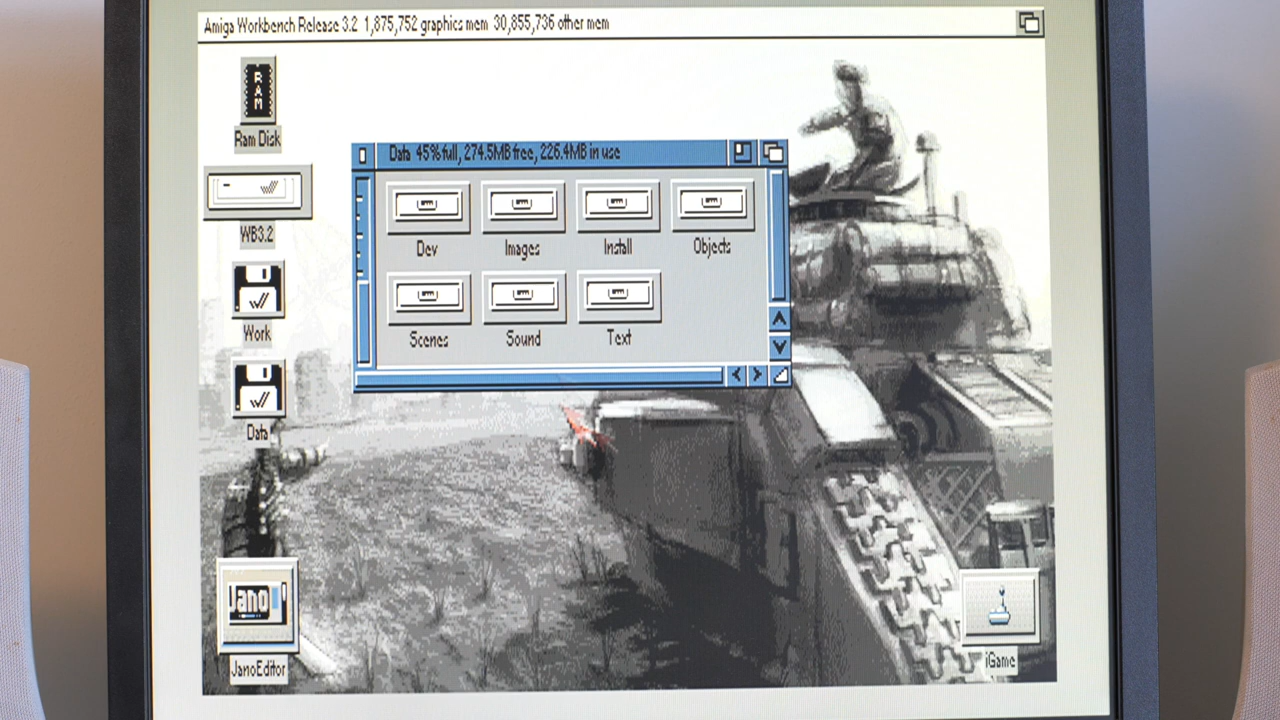 Amiga Workbench Release 3.2 1,875,752 graphics mem 30,855,736 other mem
RAM
Ram Disk
WB3.2
Work
Data
Data 45% full, 274.5MB free, 226.4MB in use
Dev Images Install Objects
Scenes Sound Text
Jano
JanoEditor
iGame